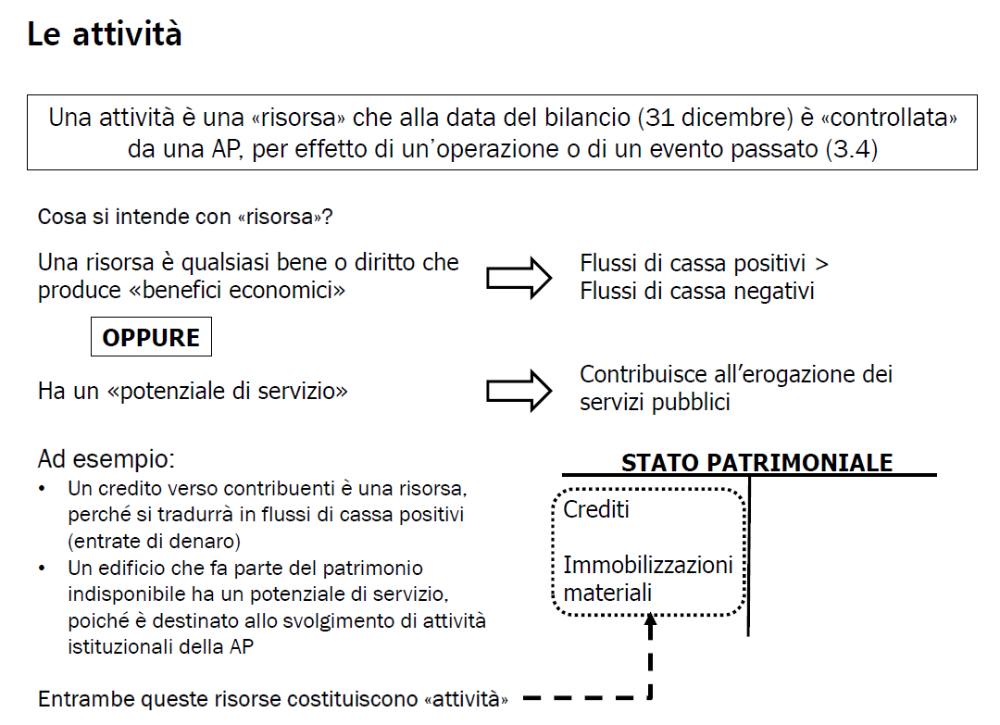 Le attività
Una attività è una «risorsa» che alla data del bilancio (31 dicembre) è «controllata»
da una AP, per effetto di un’operazione o di un evento passato (3.4)
Cosa si intende con «risorsa»?
Una risorsa è qualsiasi bene o diritto che
produce «benefici economici»
Flussi di cassa positivi >
Flussi di cassa negativi
OPPURE
Ha un «potenziale di servizio»
Contribuisce all’erogazione dei
servizi pubblici
Ad esempio:
• Un credito verso contribuenti è una risorsa,
perché si tradurrà in flussi di cassa positivi
(entrate di denaro)
• Un edificio che fa parte del patrimonio
indisponibile ha un potenziale di servizio,
poiché è destinato allo svolgimento di attività
istituzionali della AP
STATO PATRIMONIALE
Crediti
Immobilizzazioni
materiali
Entrambe queste risorse costituiscono «attività»